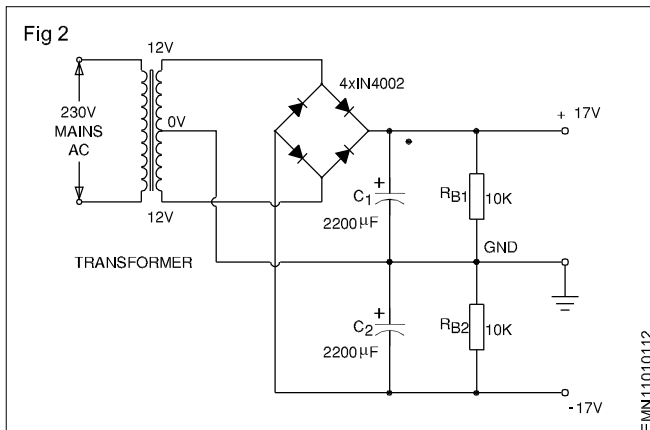 Fig 2
12V
4xIN4002
+ 17V
230V
MAINS
AC
0V
C1
+
2200µF
RB1
10K
GND
12V
TRANSFORMER
C2
+
2200µF
RB2
10K
-17V
EMN11010112